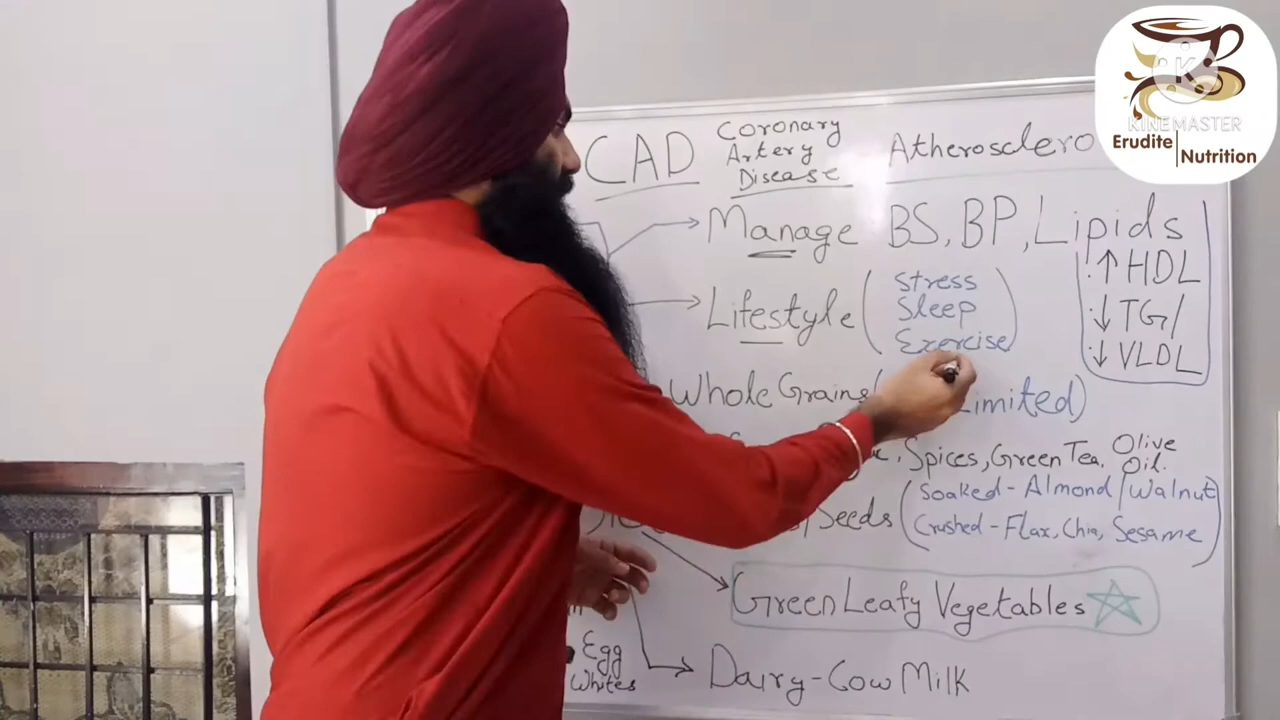 CAD Coronary Artery Disease Atherosclero
Manage BS, BP, Lipids
↑ HDL
↓ TG/
↓ VLDL
Lifestyle (Stress
Sleep
Exercise)
Whole Grains( Limited)
Spices, Green Tea, Olive Oil.
/Seeds (Soaked - Almond/Walnut
Crushed - Flax, Chia, Sesame)
Green Leafy Vegetables
Egg
Whites
Dairy - Cow Milk
KINEMASTER
Erudite Nutrition